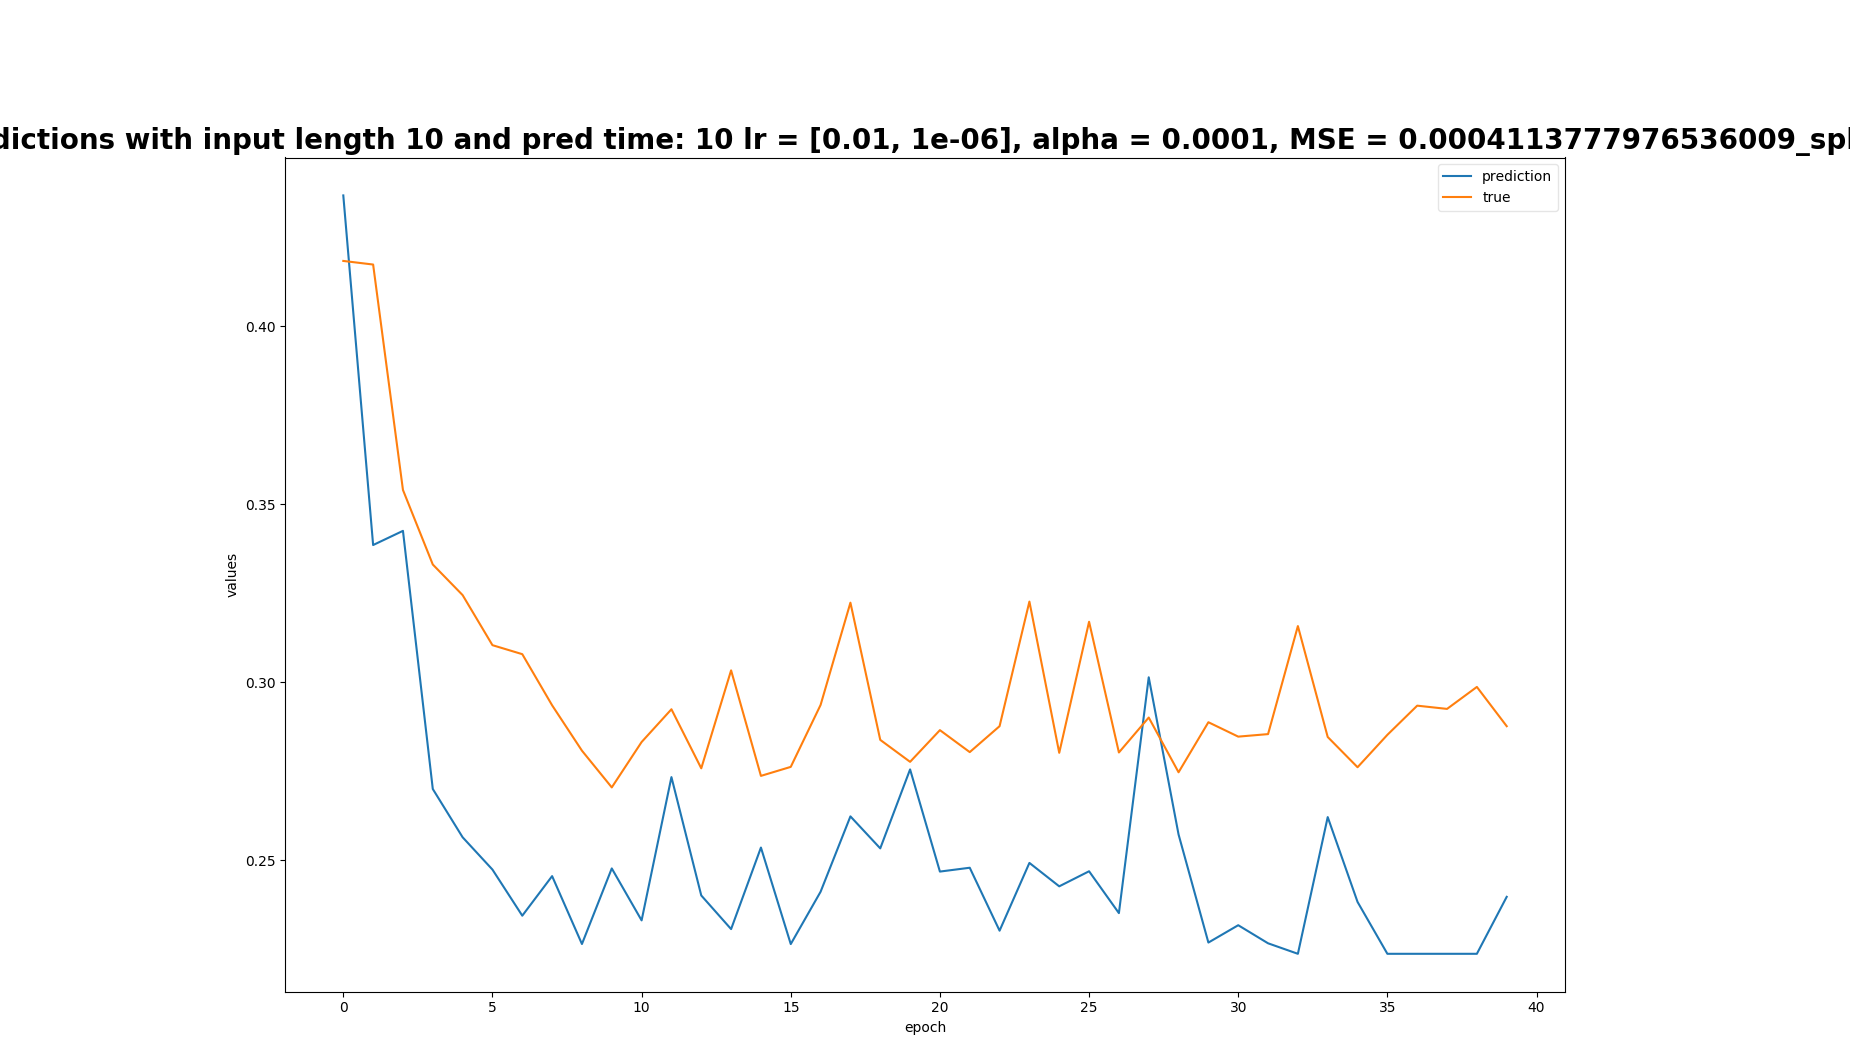 dictions with input length 10 and pred time: 10 lr = [0.01, 1e-06], alpha = 0.0001, MSE = 0.0004113777976536009_spl
prediction
true
0.40
0.35
0.30
0.25
values
0 5 10 15 20 25 30 35 40
epoch